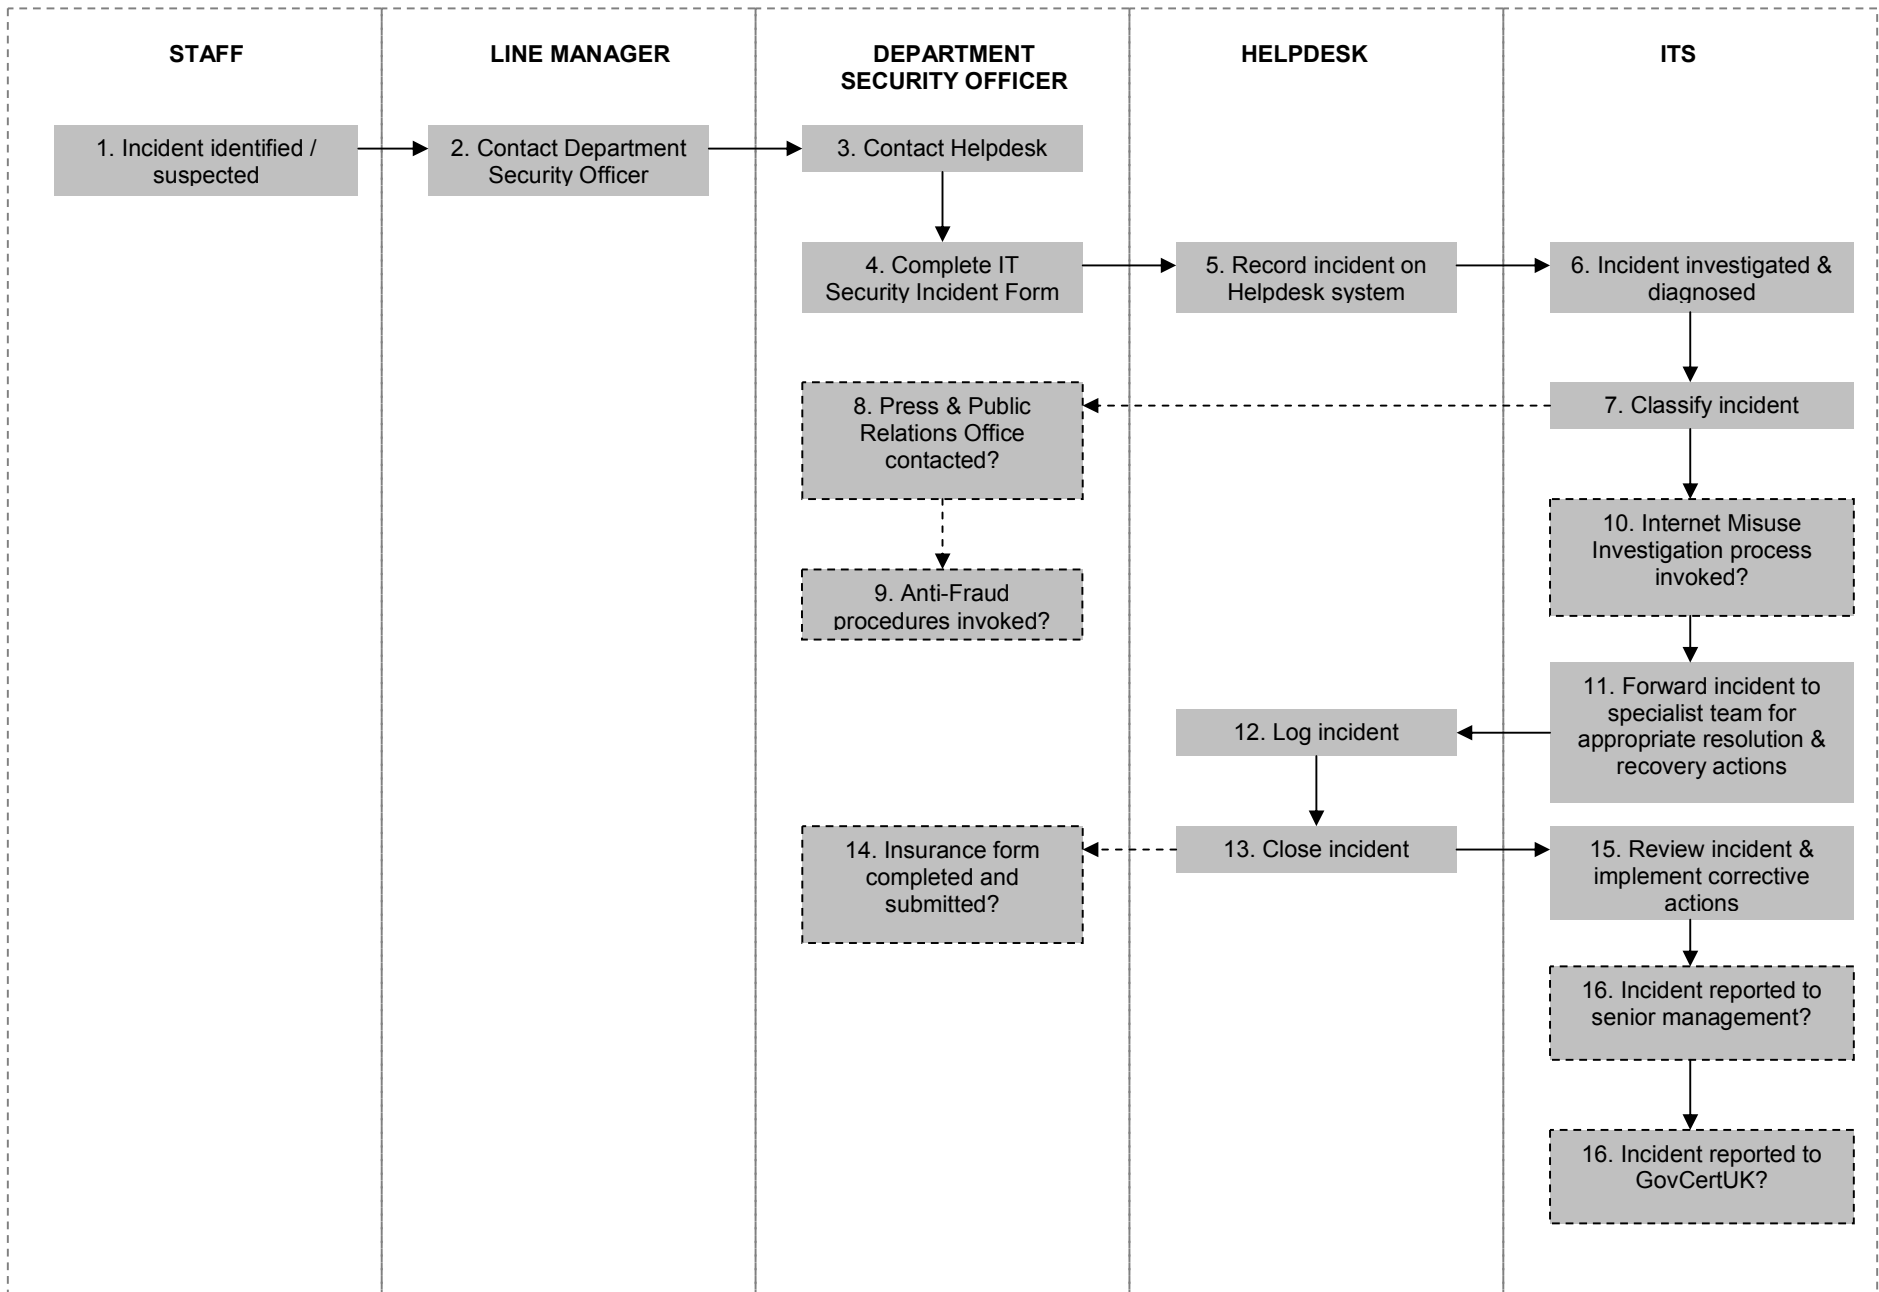 STAFF
LINE MANAGER
DEPARTMENT
SECURITY OFFICER
HELPDESK
ITS
1. Incident identified /
suspected
2. Contact Department
Security Officer
3. Contact Helpdesk
4. Complete IT
Security Incident Form
5. Record incident on
Helpdesk system
6. Incident investigated &
diagnosed
7. Classify incident
8. Press & Public
Relations Office
contacted?
9. Anti-Fraud
procedures invoked?
10. Internet Misuse
Investigation process
invoked?
11. Forward incident to
specialist team for
appropriate resolution &
recovery actions
12. Log incident
13. Close incident
14. Insurance form
completed and
submitted?
15. Review incident &
implement corrective
actions
16. Incident reported to
senior management?
16. Incident reported to
GovCertUK?